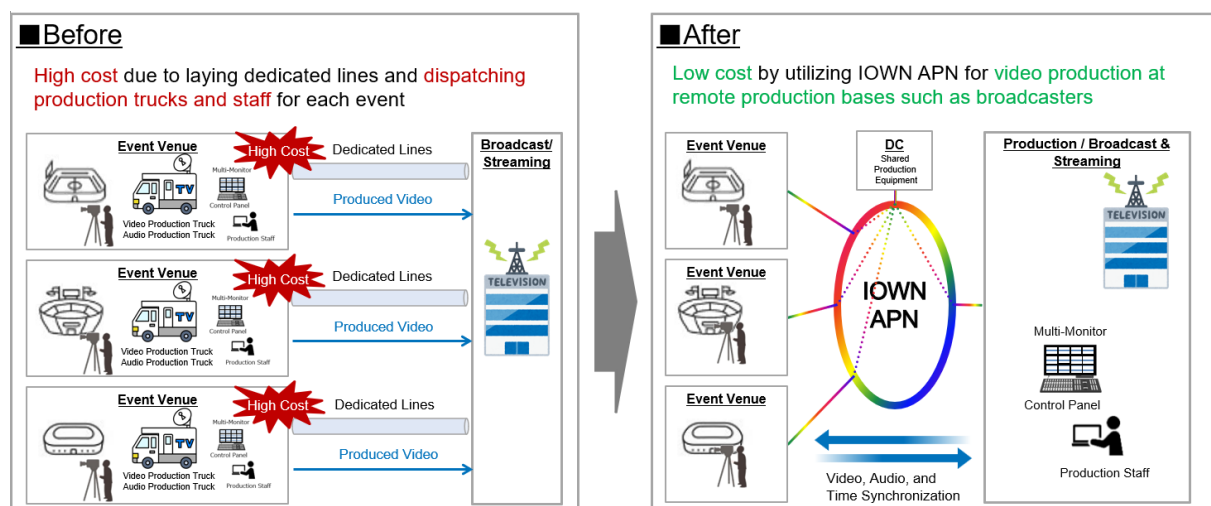 ■Before
High cost due to laying dedicated lines and dispatching
production trucks and staff for each event
Event Venue
High Cost
TV
Multi-Monitor
Control Panel
Video Production Truck
Audio Production Truck
Production Staff
Dedicated Lines
Produced Video
Event Venue
High Cost
TV
Multi-Monitor
Control Panel
Video Production Truck
Audio Production Truck
Production Staff
Dedicated Lines
Produced Video
Event Venue
High Cost
TV
Multi-Monitor
Control Panel
Video Production Truck
Audio Production Truck
Production Staff
Dedicated Lines
Produced Video
Broadcast/
Streaming
TELEVISION
■After
Low cost by utilizing IOWN APN for video production at
remote production bases such as broadcasters
Event Venue
Event Venue
Event Venue
DC
Shared
Production
Equipment
IOWN
APN
Video, Audio, and
Time Synchronization
Production / Broadcast &
Streaming
TELEVISION
Multi-Monitor
Control Panel
Production Staff